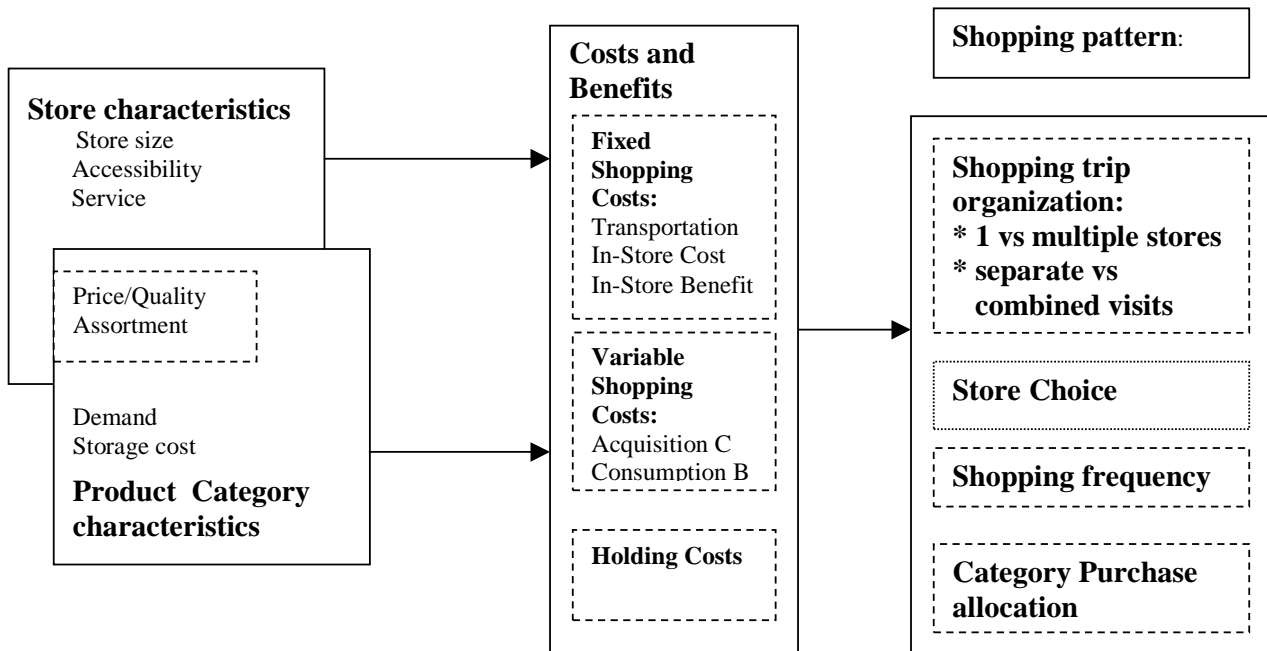 Store characteristics
Store size
Accessibility
Service
Price/Quality
Assortment
Demand
Storage cost
Product Category
characteristics
Costs and
Benefits
Fixed
Shopping
Costs:
Transportation
In-Store Cost
In-Store Benefit
Variable
Shopping
Costs:
Acquisition C
Consumption B
Holding Costs
Shopping pattern:
Shopping trip
organization:
* 1 vs multiple stores
* separate vs
combined visits
Store Choice
Shopping frequency
Category Purchase
allocation